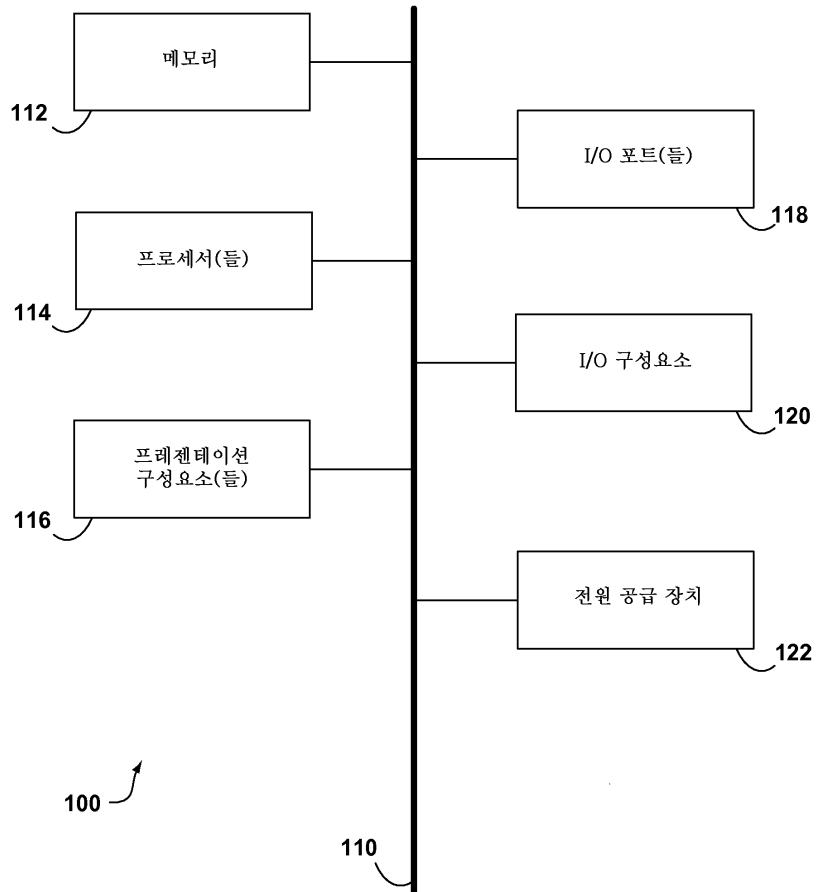 메모리
112
I/O 포트(들)
118
프로세서(들)
114
I/O 구성요소
120
프레젠테이션
구성요소(들)
116
전원 공급 장치
122
100
110